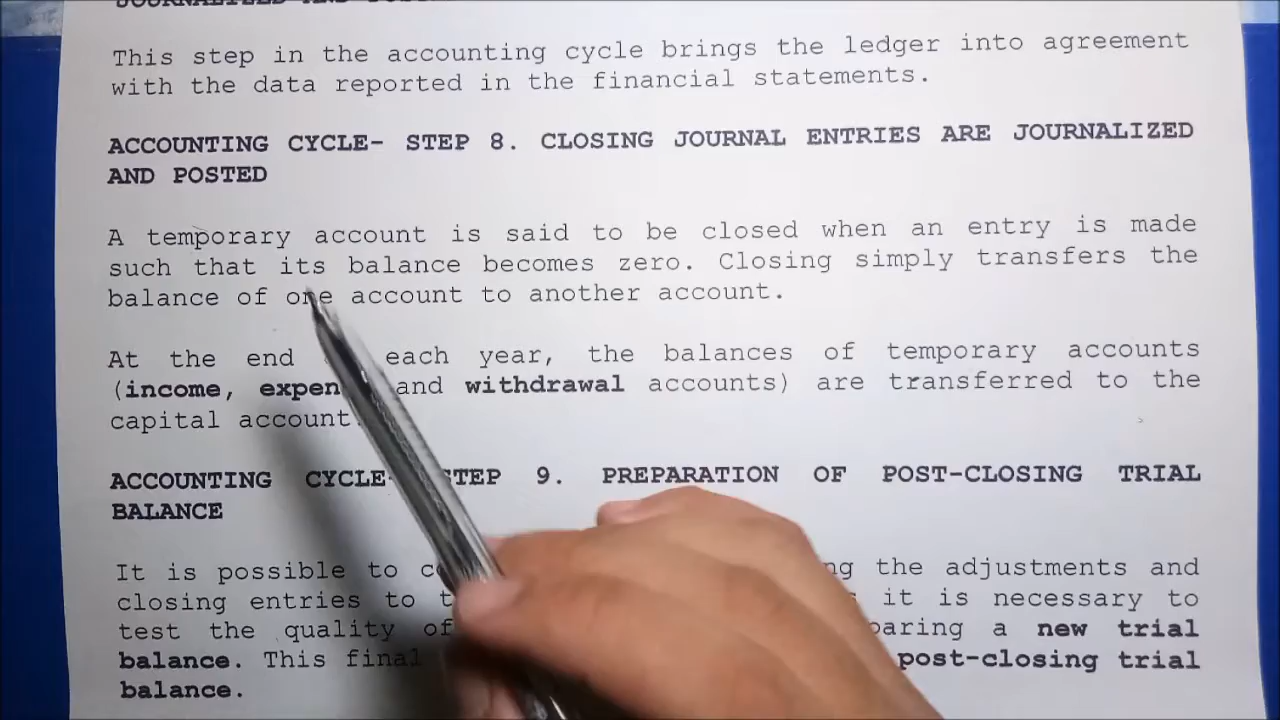 This step in the accounting cycle brings the ledger into agreement
with the data reported in the financial statements.
ACCOUNTING CYCLE- STEP 8. CLOSING JOURNAL ENTRIES ARE JOURNALIZED
AND POSTED
A temporary account is said to be closed when an entry is made
such that its balance becomes zero. Closing simply transfers the
balance of one account to another account.
At the end each year, the balances of temporary accounts
(income, expen and withdrawal accounts) are transferred to the
capital account.
ACCOUNTING CYCLE- STEP 9. PREPARATION OF POST-CLOSING TRIAL
BALANCE
It is possible to the adjustments and
closing entries to it is necessary to
test the quality of a new trial
balance. This final post-closing trial
balance.